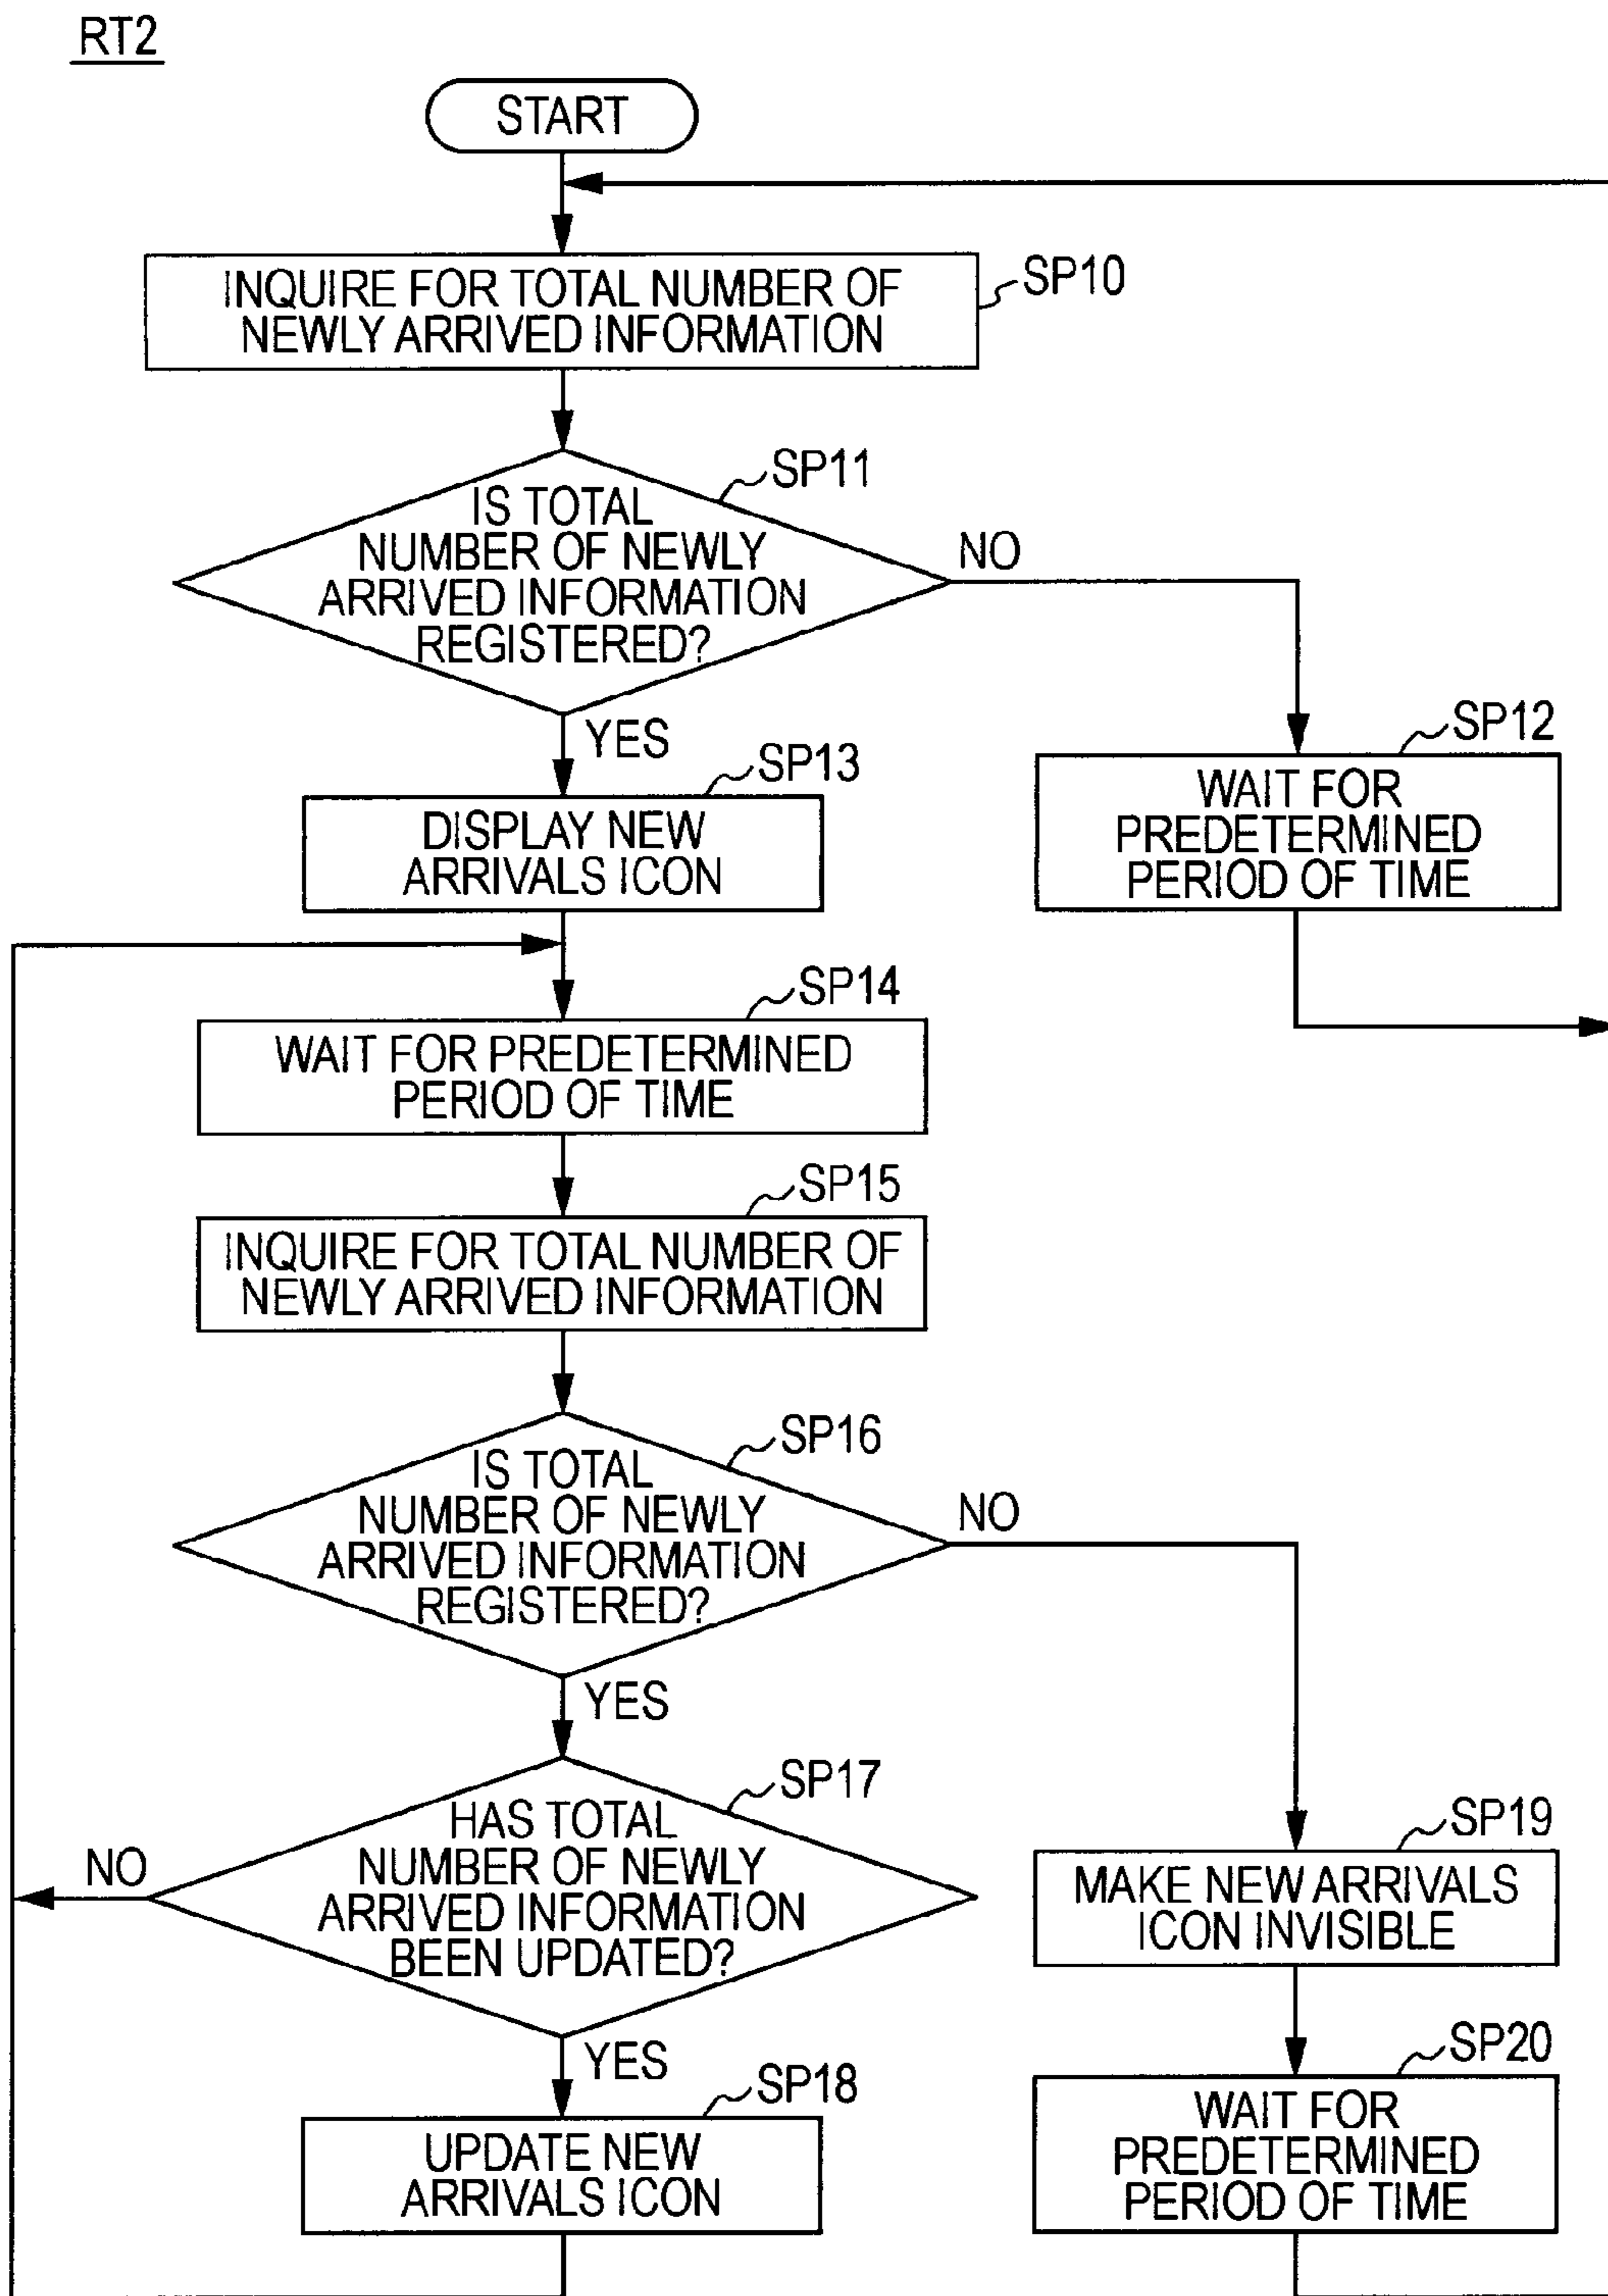 RT2
START
INQUIRE FOR TOTAL NUMBER OF
NEWLY ARRIVED INFORMATION
SP10
SP11
IS TOTAL
NUMBER OF NEWLY
ARRIVED INFORMATION
REGISTERED?
NO
YES
SP12
WAIT FOR
PREDETERMINED
PERIOD OF TIME
SP13
DISPLAY NEW
ARRIVALS ICON
SP14
WAIT FOR PREDETERMINED
PERIOD OF TIME
SP15
INQUIRE FOR TOTAL NUMBER OF
NEWLY ARRIVED INFORMATION
SP16
IS TOTAL
NUMBER OF NEWLY
ARRIVED INFORMATION
REGISTERED?
NO
YES
SP17
HAS TOTAL
NUMBER OF NEWLY
ARRIVED INFORMATION
BEEN UPDATED?
NO
YES
SP18
UPDATE NEW
ARRIVALS ICON
SP19
MAKE NEW ARRIVALS
ICON INVISIBLE
SP20
WAIT FOR
PREDETERMINED
PERIOD OF TIME